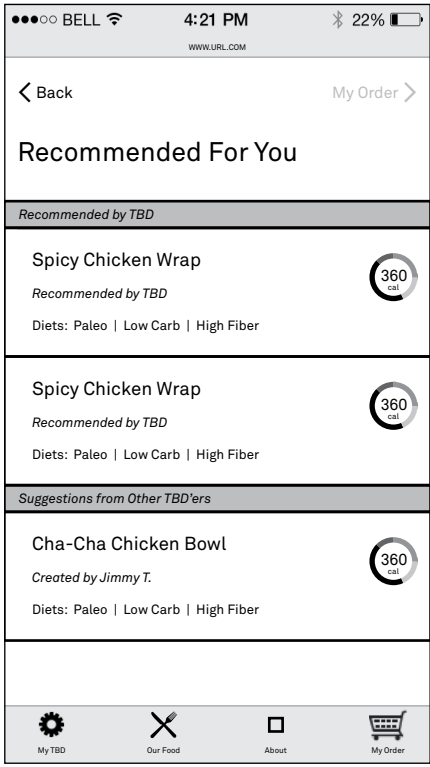 BELL 4:21 PM 22%
WWW.URL.COM
Back My Order
Recommended For You
Recommended by TBD
Spicy Chicken Wrap
360
cal
Recommended by TBD
Diets: Paleo | Low Carb | High Fiber
Spicy Chicken Wrap
360
cal
Recommended by TBD
Diets: Paleo | Low Carb | High Fiber
Suggestions from Other TBD'ers
Cha-Cha Chicken Bowl
360
cal
Created by Jimmy T.
Diets: Paleo | Low Carb | High Fiber
My TBD Our Food About My Order